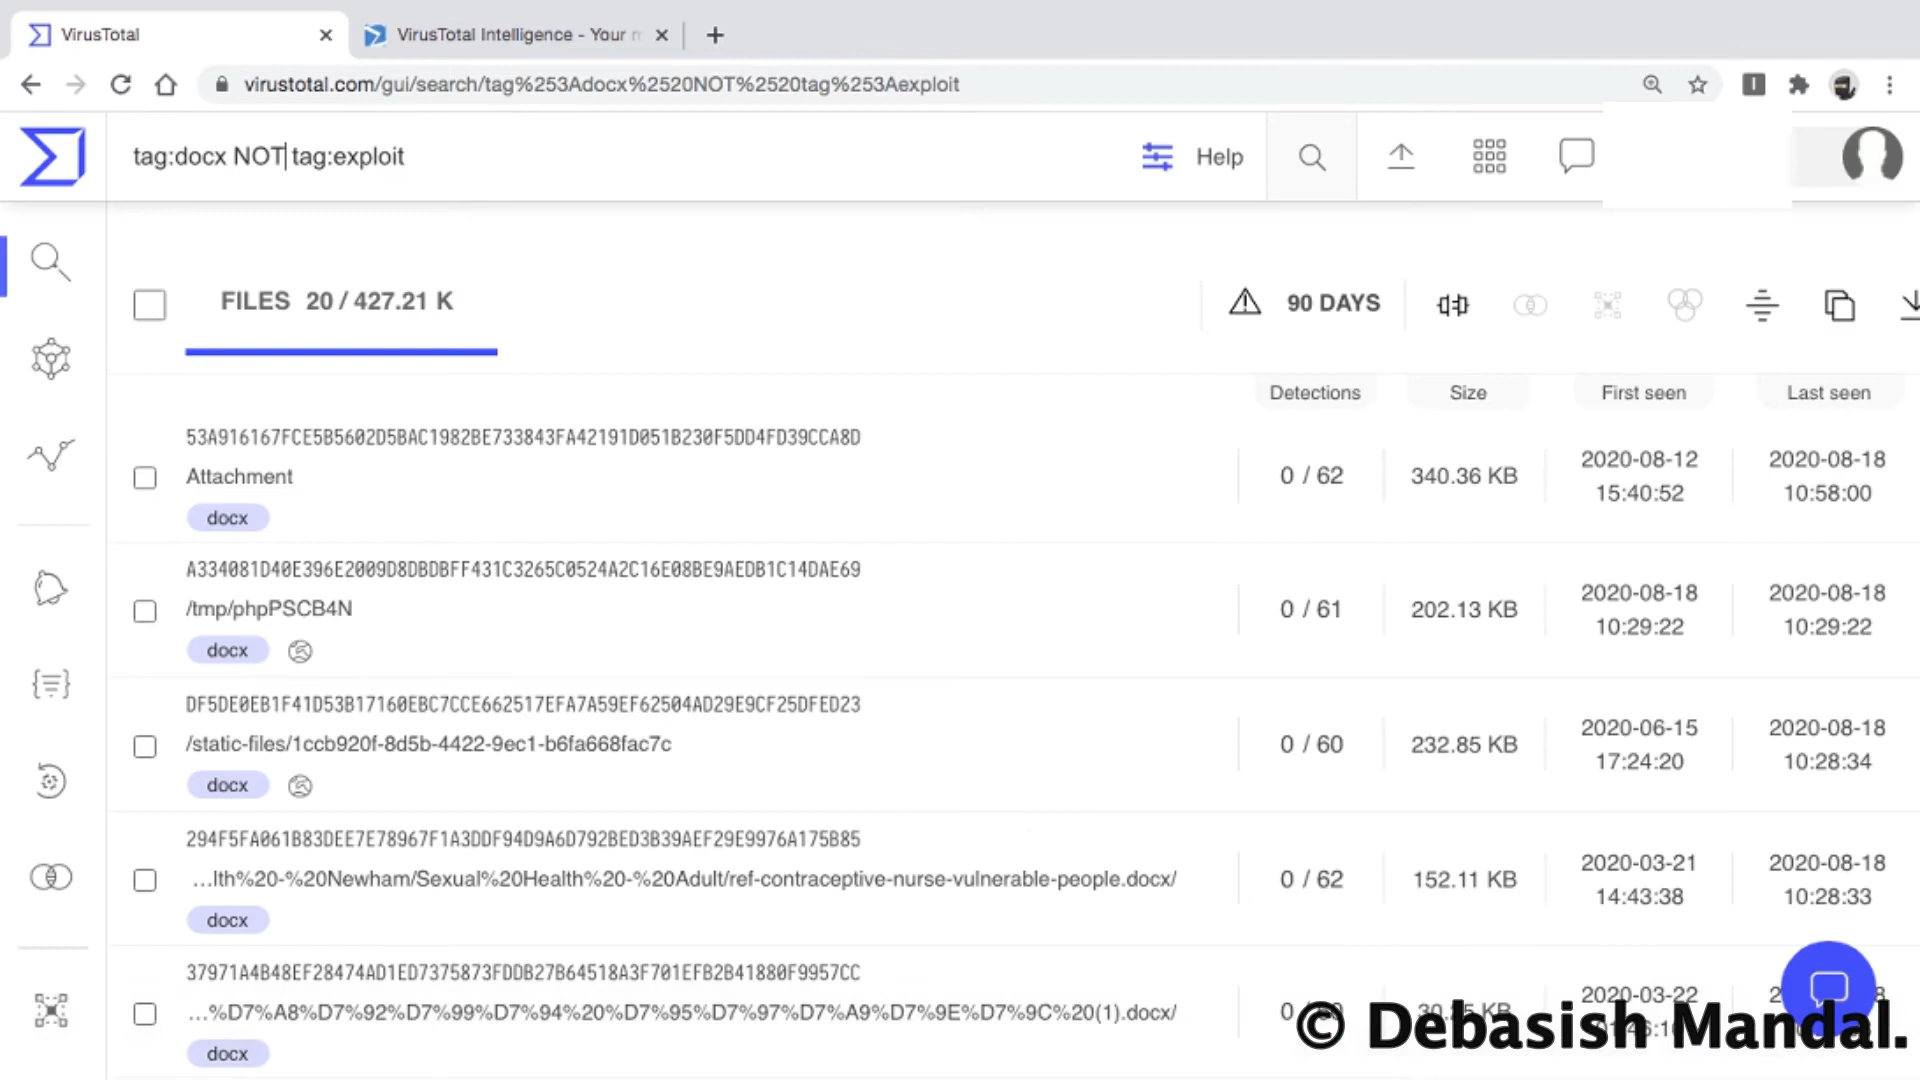 VirusTotal
VirusTotal Intelligence - Your m
virustotal.com/gui/search/tag%253Adocx%2520NOT%2520tag%253Aexploit
tag:docx NOT tag:exploit
Help
FILES 20 / 427.21 K
90 DAYS
Detections Size First seen Last seen
53A916167FCE5B5602D5BAC1982BE733843FA42191D051B230F5DD4FD39CCA8D
Attachment
docx
0 / 62
340.36 KB
2020-08-12
15:40:52
2020-08-18
10:58:00
A334081D40E396E2009D8DBDBFF431C3265C0524A2C16E08BE9AEDB1C14DAE69
/tmp/phpPSCB4N
docx
0 / 61
202.13 KB
2020-08-18
10:29:22
2020-08-18
10:29:22
DF5DE0EB1F41D53B17160EBC7CCE662517EFA7A59EF62504AD29E9CF25DFED23
/static-files/1ccb920f-8d5b-4422-9ec1-b6fa668fac7c
docx
0 / 60
232.85 KB
2020-06-15
17:24:20
2020-08-18
10:28:34
294F5FA061B83DEE7E78967F1A3DDF94D9A6D792BED3B39AEF29E9976A175B85
...lth%20-%20Newham/Sexual%20Health%20-%20Adult/ref-contraceptive-nurse-vulnerable-people.docx/
docx
0 / 62
152.11 KB
2020-03-21
14:43:38
2020-08-18
10:28:33
37971A4B48EF28474AD1ED7375873FDDB27B64518A3F701EFB2B41880F9957CC
...%D7%A8%D7%92%D7%99%D7%94%20%D7%95%D7%97%D7%A9%D7%9E%D7%9C%20(1).docx/
docx
2020-03-22
© Debasish Mandal.